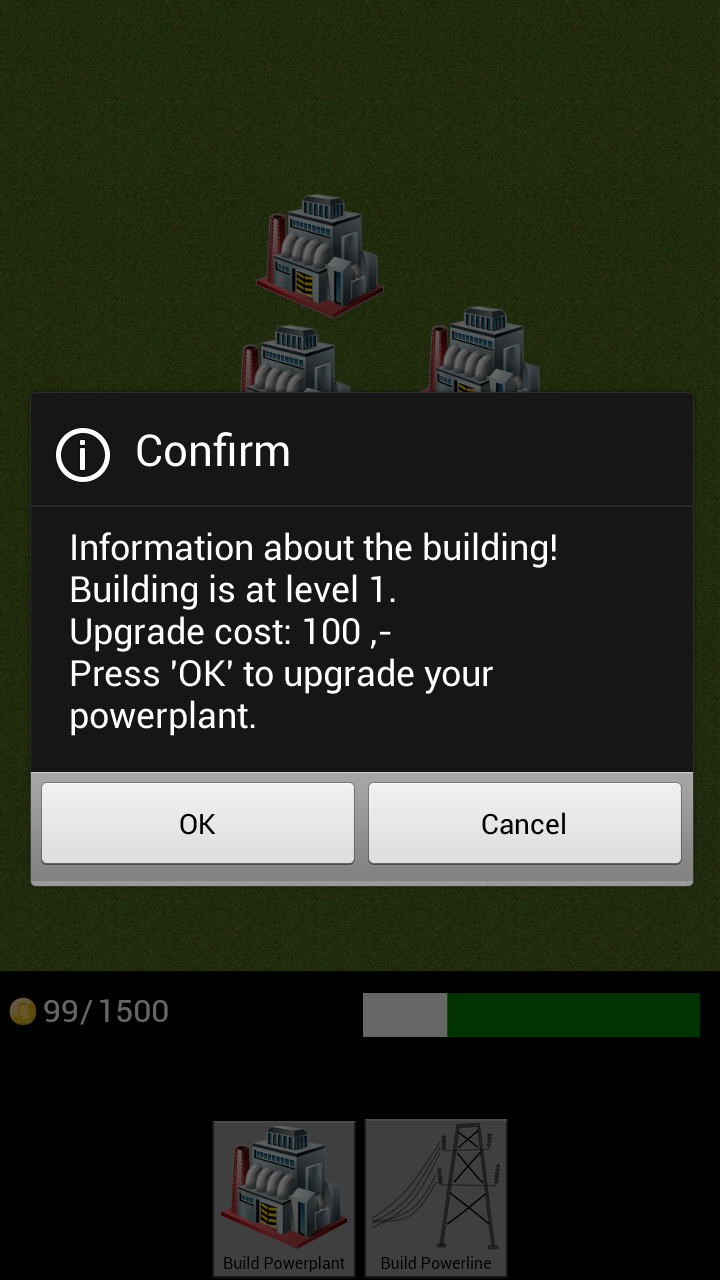 Confirm
Information about the building!
Building is at level 1.
Upgrade cost: 100 ,-
Press 'OK' to upgrade your
powerplant.
OK
Cancel
99/ 1500
Build Powerplant
Build Powerline